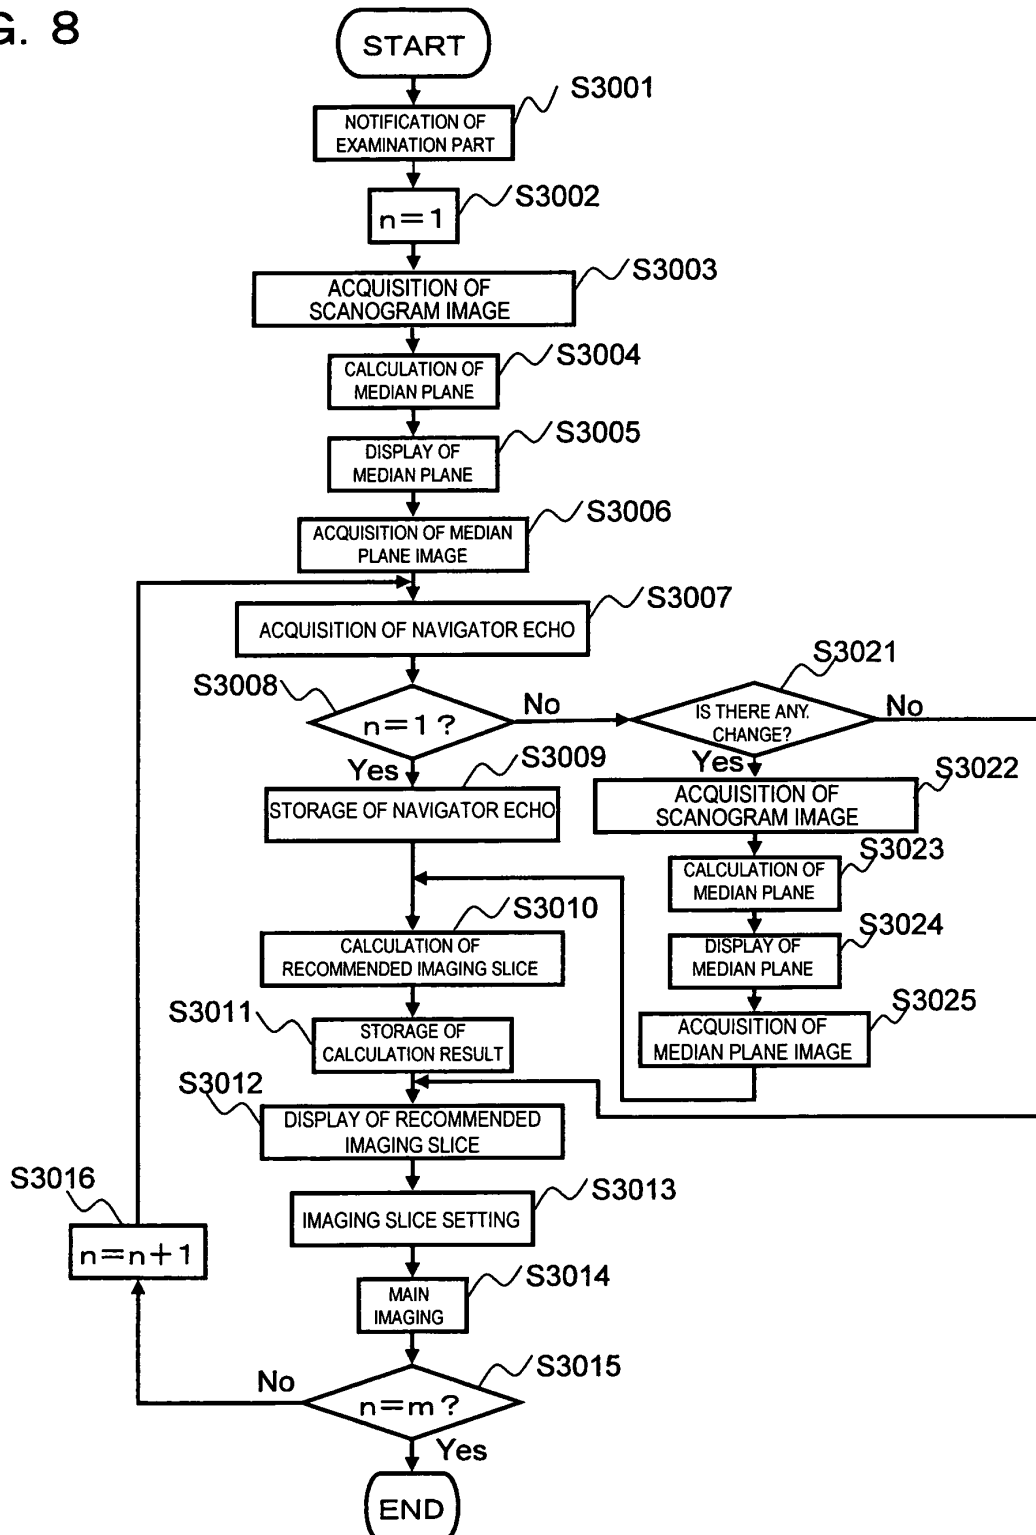 G. 8
START
S3001
NOTIFICATION OF
EXAMINATION PART
S3002
n=1
S3003
ACQUISITION OF
SCANOGRAM IMAGE
S3004
CALCULATION OF
MEDIAN PLANE
S3005
DISPLAY OF
MEDIAN PLANE
S3006
ACQUISITION OF MEDIAN
PLANE IMAGE
S3007
ACQUISITION OF NAVIGATOR ECHO
S3008
n=1?
No
Yes
S3021
IS THERE ANY.
CHANGE?
No
Yes
S3009
STORAGE OF NAVIGATOR ECHO
S3022
ACQUISITION OF
SCANOGRAM IMAGE
S3023
CALCULATION OF
MEDIAN PLANE
S3024
DISPLAY OF
MEDIAN PLANE
S3025
ACQUISITION OF
MEDIAN PLANE IMAGE
S3010
CALCULATION OF
RECOMMENDED IMAGING SLICE
S3011
STORAGE OF
CALCULATION RESULT
S3012
DISPLAY OF RECOMMENDED
IMAGING SLICE
S3013
IMAGING SLICE SETTING
S3016
n=n+1
S3014
MAIN
IMAGING
S3015
n=m?
No
Yes
END